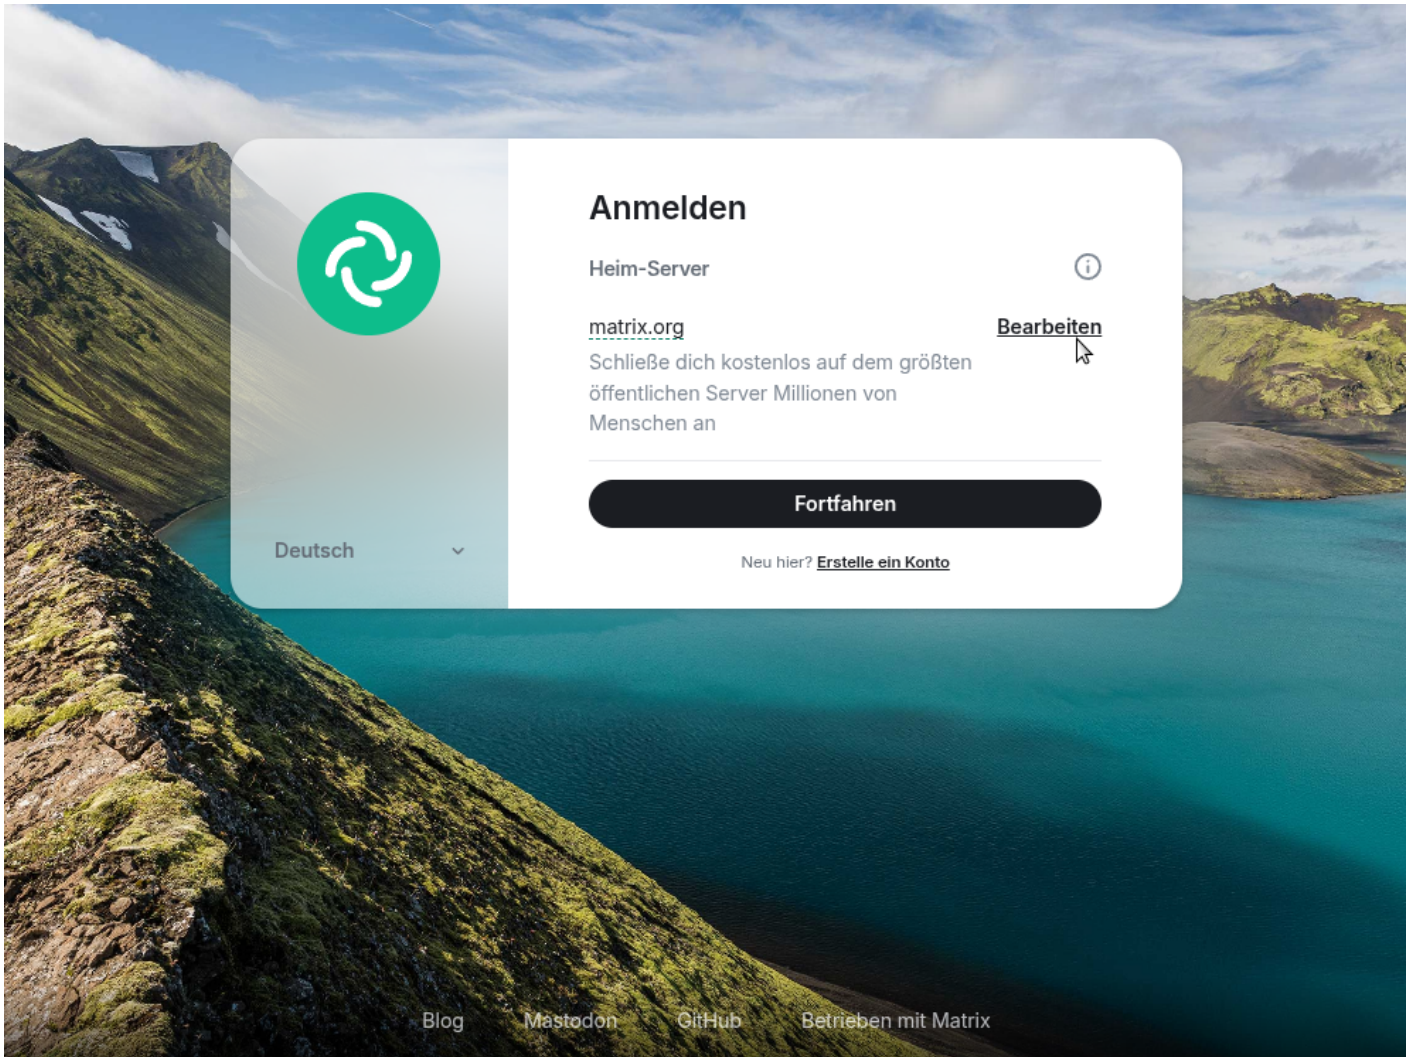 Anmelden
Heim-Server
matrix.org
Bearbeiten
Schließe dich kostenlos auf dem größten
öffentlichen Server Millionen von
Menschen an
Fortfahren
Neu hier? Erstelle ein Konto
Deutsch
Blog Mastodon GitHub Betrieben mit Matrix